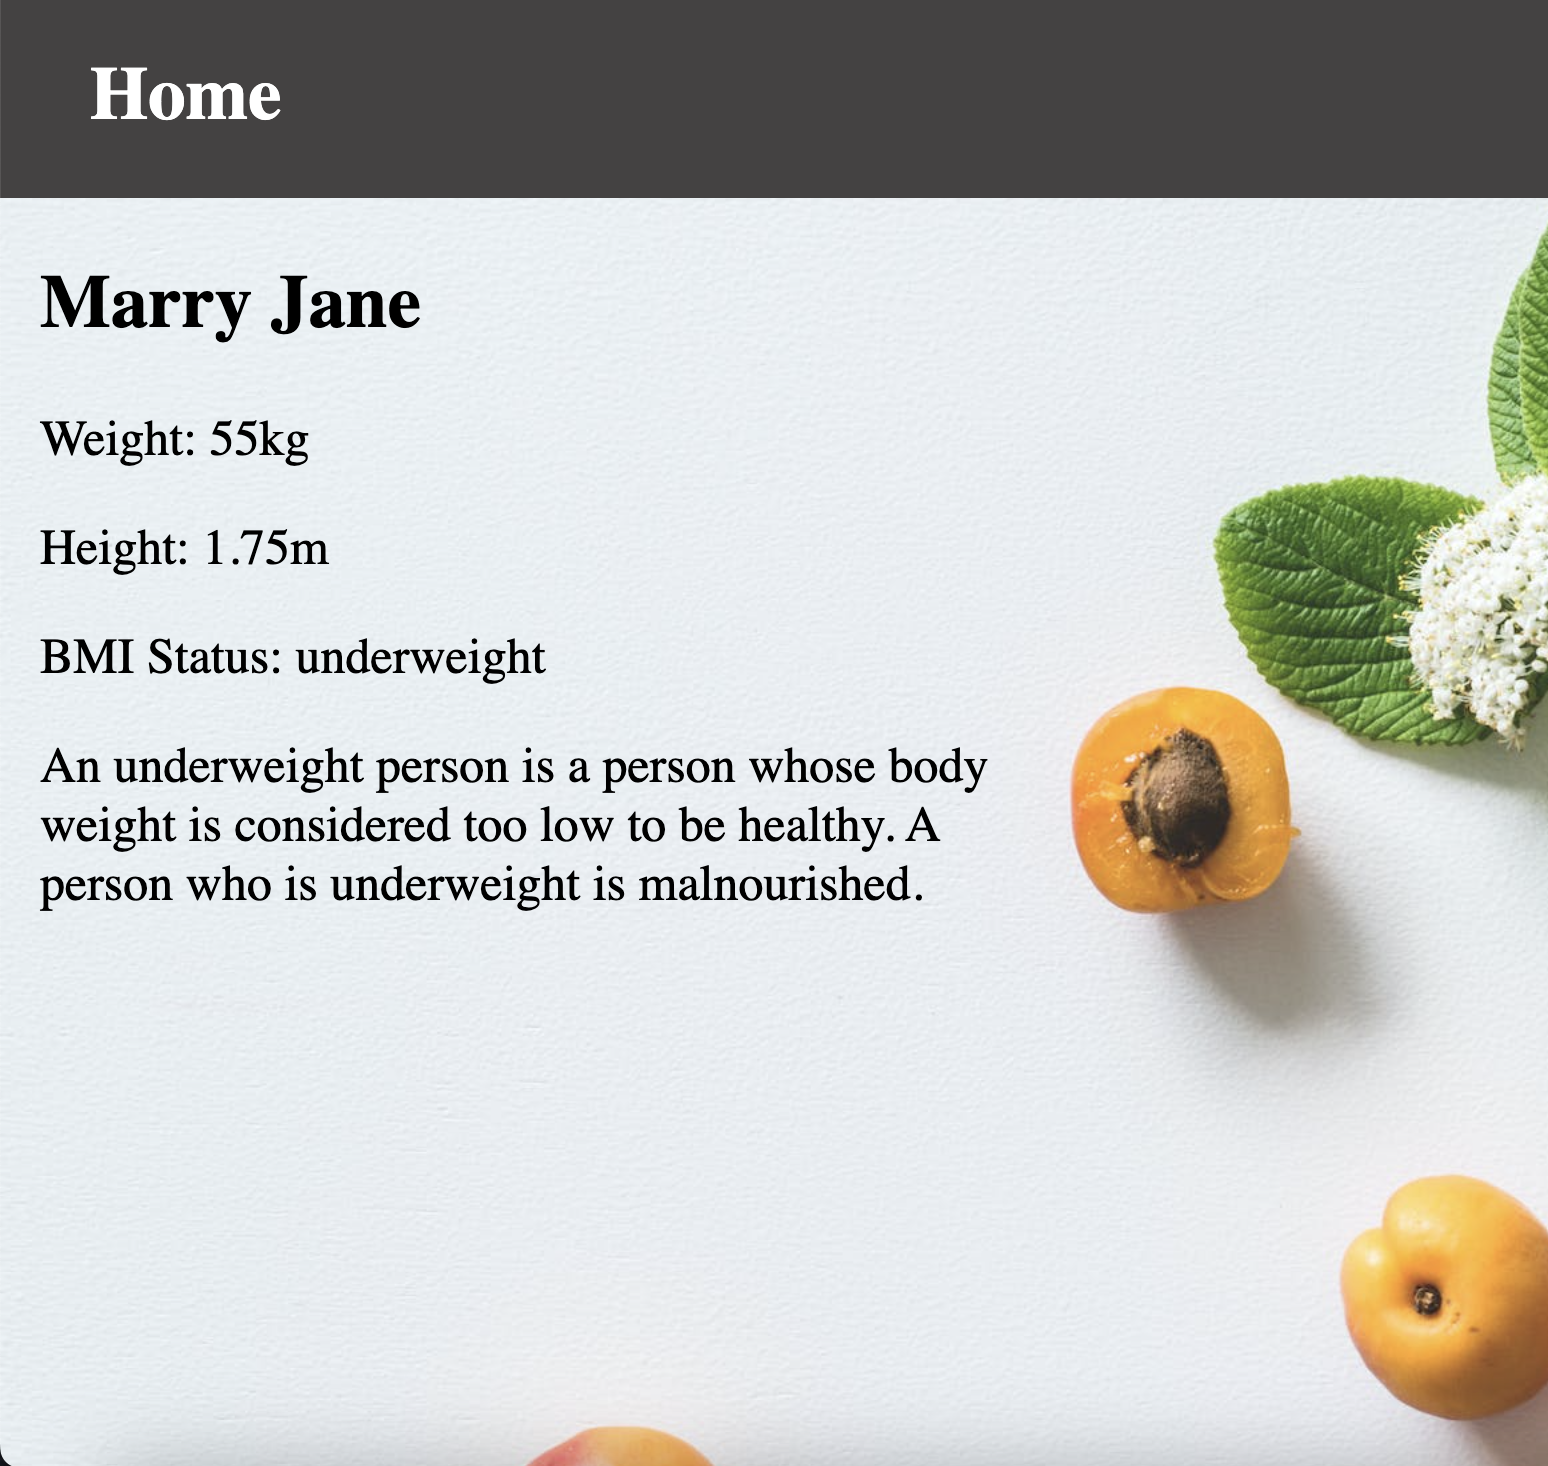 Home
Marry Jane
Weight: 55kg
Height: 1.75m
BMI Status: underweight
An underweight person is a person whose body
weight is considered too low to be healthy. A
person who is underweight is malnourished.